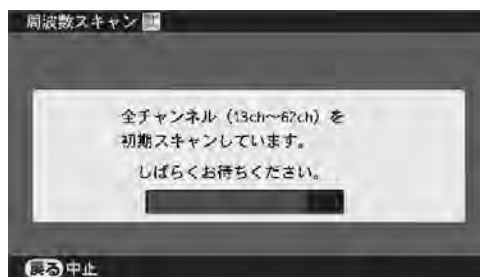 周波数スキャン
全チャンネル（13ch～62ch）を
初期スキャンしています。
しばらくお待ちください。
戻る中止